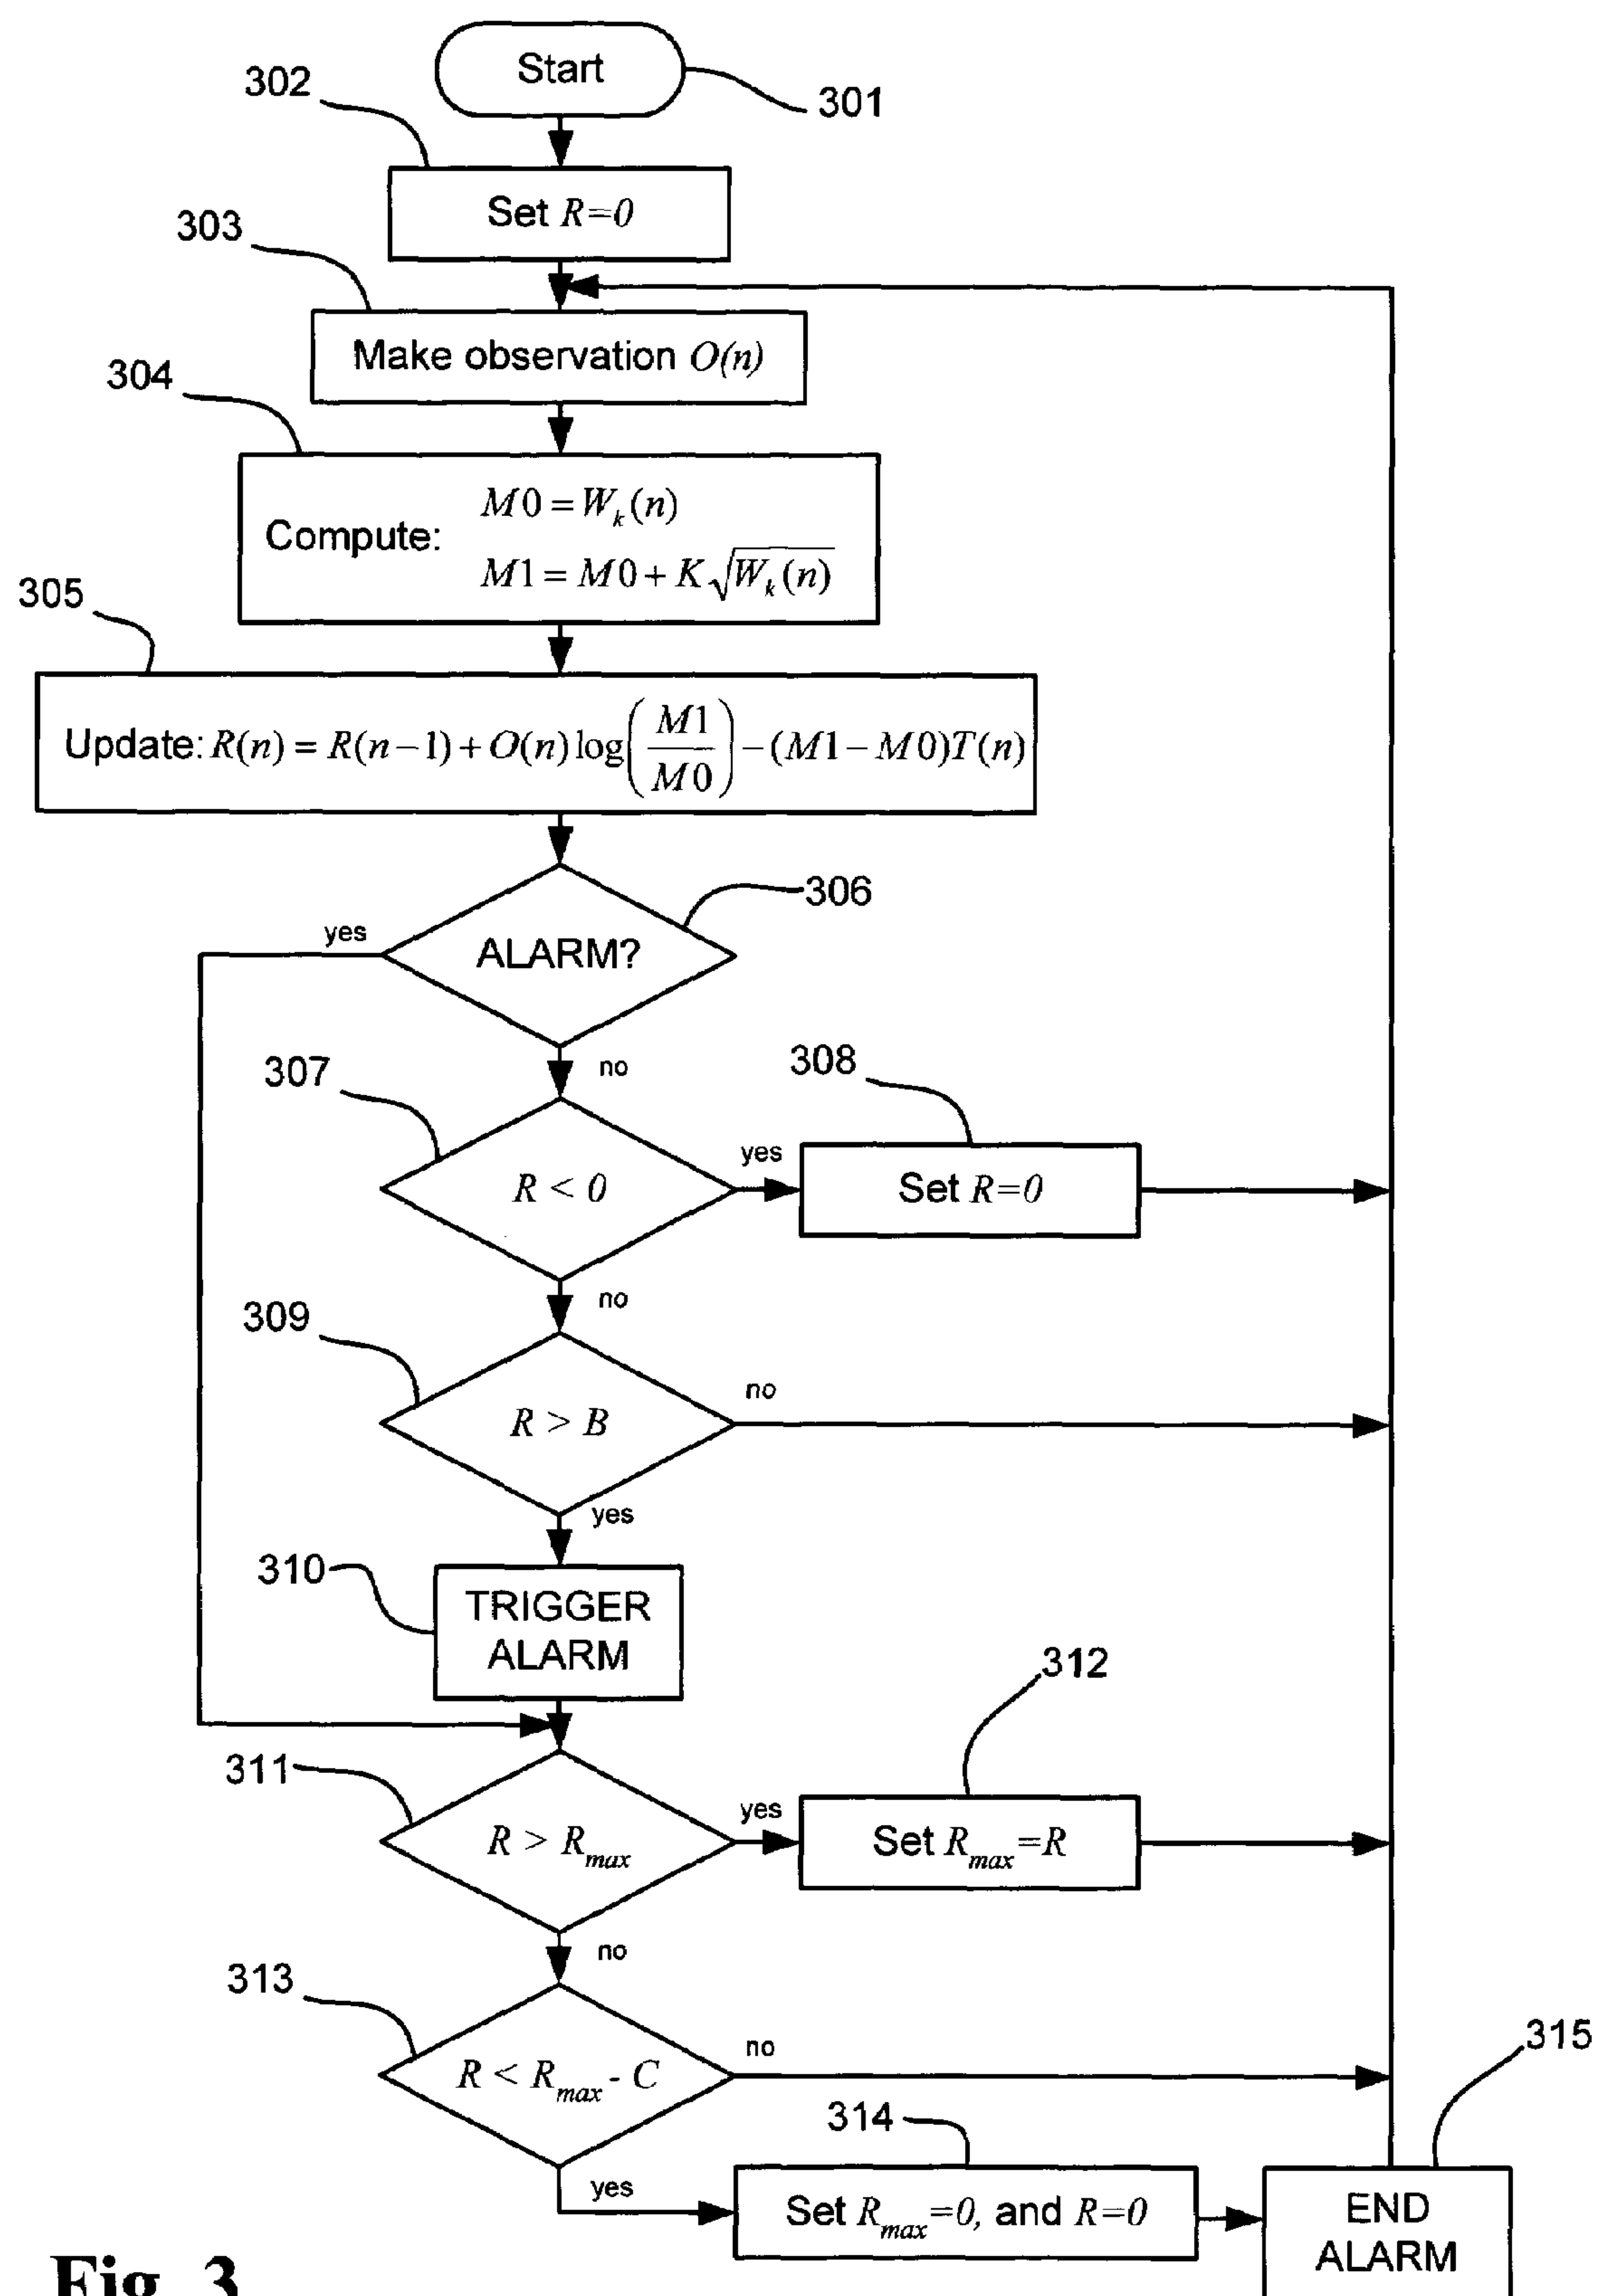 Start
301
302
Set R=0
303
Make observation O(n)
304
Compute:
M0 = W_k(n)
M1 = M0 + K√W_k(n)
305
Update: R(n) = R(n−1) + O(n) log(M1/M0) − (M1 − M0)T(n)
306
yes
ALARM?
no
307
308
R < 0
yes
Set R=0
no
309
R > B
no
yes
310
TRIGGER
ALARM
312
311
R > R_max
yes
Set R_max=R
no
313
R < R_max - C
no
315
314
yes
Set R_max=0, and R=0
END
ALARM
Fig. 3